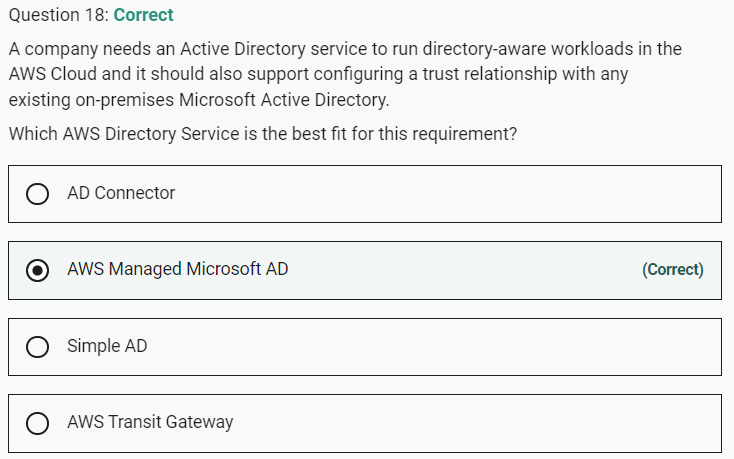 Question 18: Correct
A company needs an Active Directory service to run directory-aware workloads in the
AWS Cloud and it should also support configuring a trust relationship with any
existing on-premises Microsoft Active Directory.
Which AWS Directory Service is the best fit for this requirement?
AD Connector
AWS Managed Microsoft AD (Correct)
Simple AD
AWS Transit Gateway